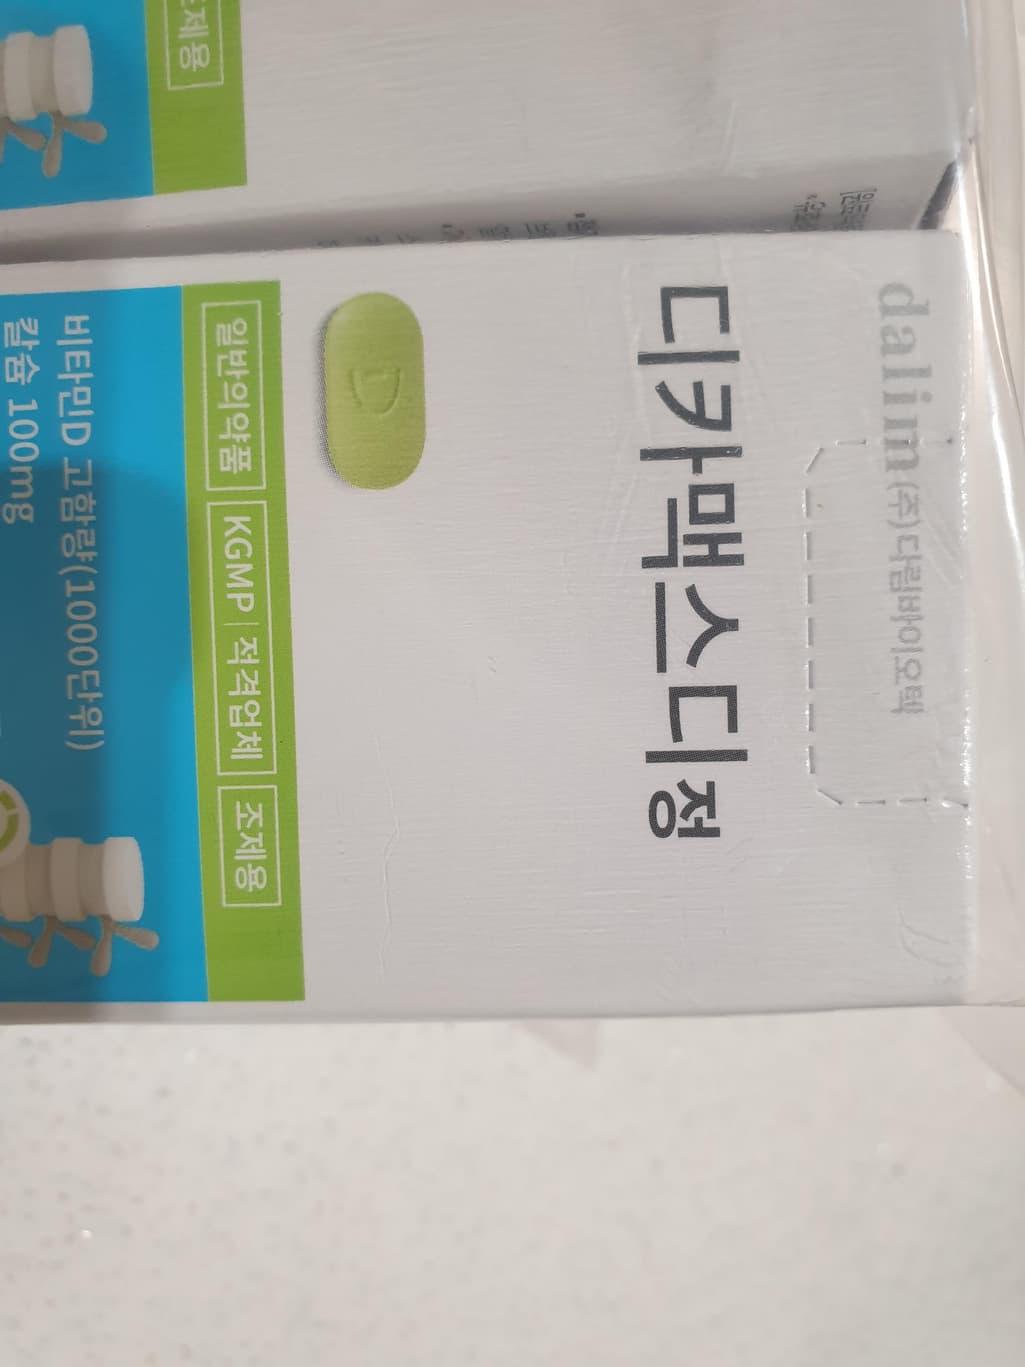 dalim (주)다림바이오텍
디카맥스디정
일반의약품 KGMP 적격업체 조제용
비타민D 고함량(1000단위)
칼슘 100mg
조제용